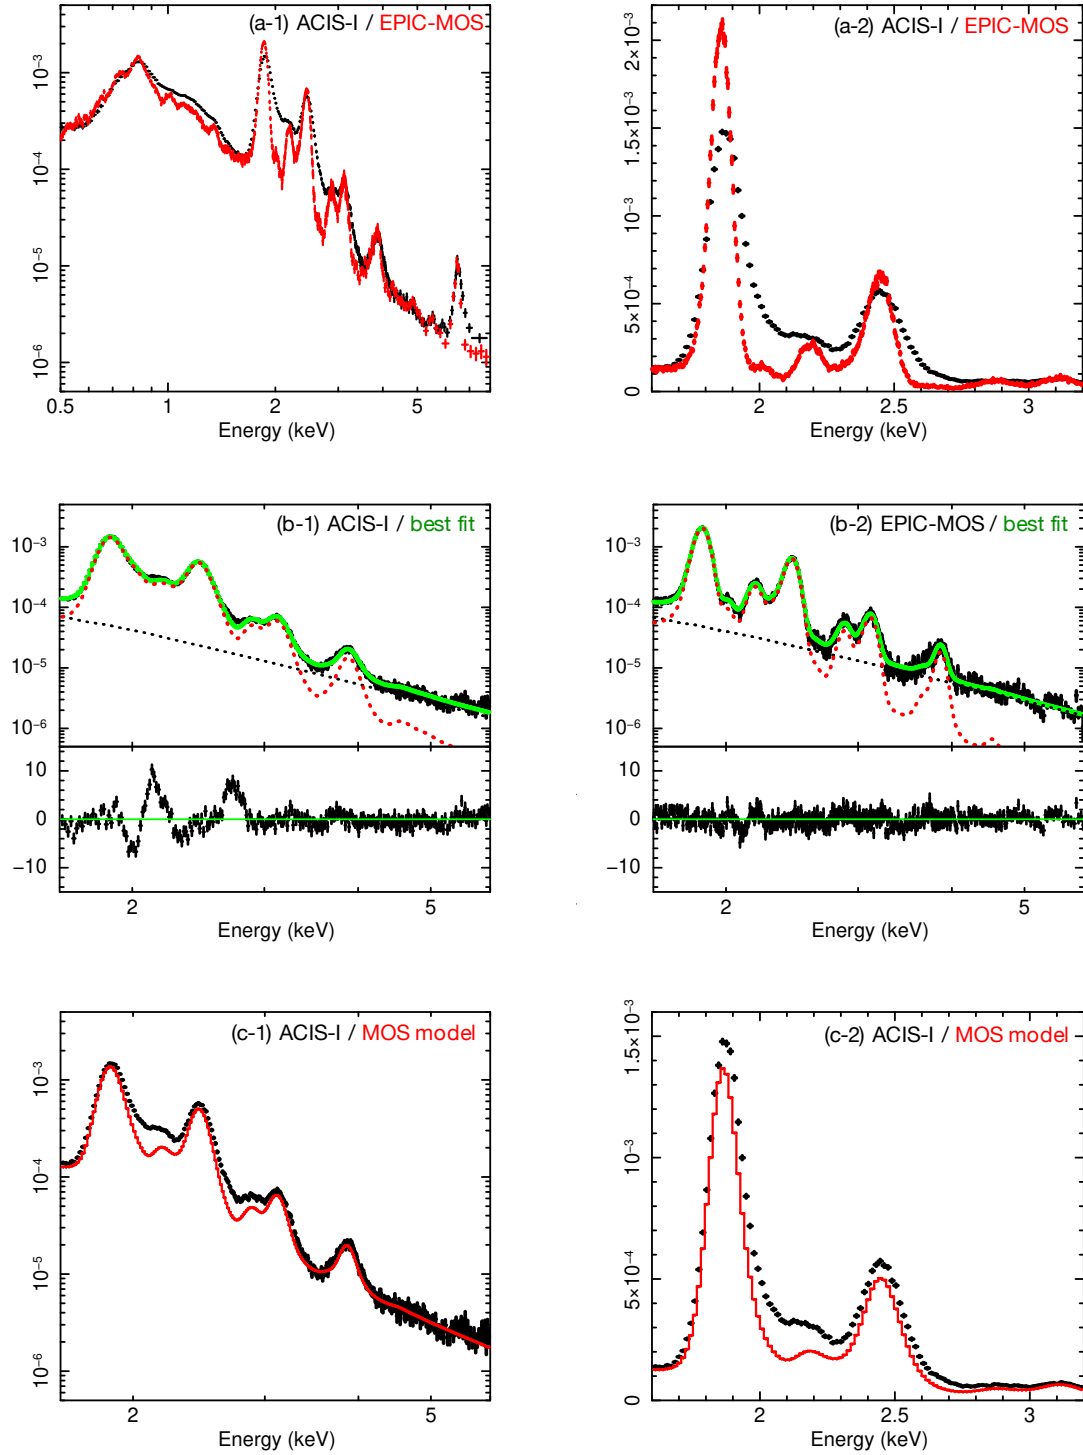 (a-1) ACIS-I / EPIC-MOS
10⁻³
10⁻⁴
10⁻⁵
10⁻⁶
0.5 1 2 5
Energy (keV)
(a-2) ACIS-I / EPIC-MOS
2×10⁻³
1.5×10⁻³
10⁻³
5×10⁻⁴
0
2 2.5 3
Energy (keV)
(b-1) ACIS-I / best fit
10⁻³
10⁻⁴
10⁻⁵
10⁻⁶
10
0
−10
2 5
Energy (keV)
(b-2) EPIC-MOS / best fit
10⁻³
10⁻⁴
10⁻⁵
10⁻⁶
10
0
−10
2 5
Energy (keV)
(c-1) ACIS-I / MOS model
10⁻³
10⁻⁴
10⁻⁵
10⁻⁶
2 5
Energy (keV)
(c-2) ACIS-I / MOS model
1.5×10⁻³
10⁻³
5×10⁻⁴
0
2 2.5 3
Energy (keV)